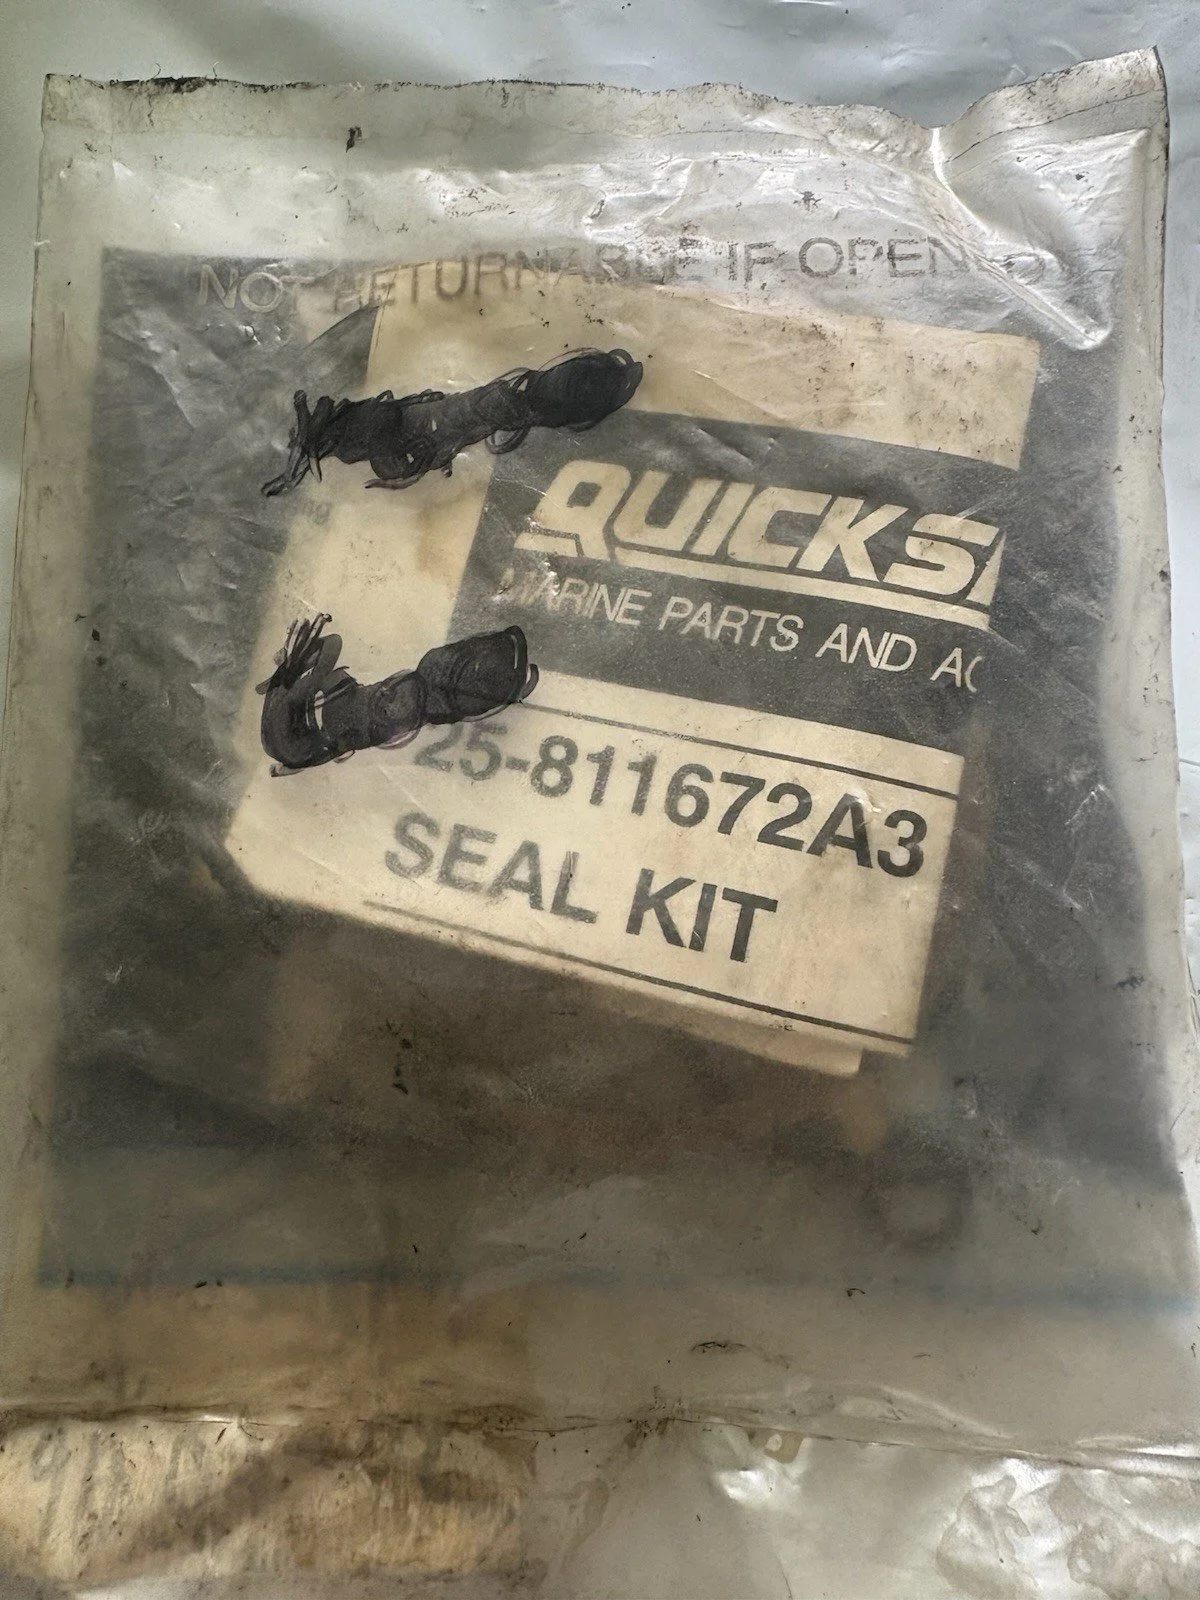 NOT RETURNABLE IF OPENED
QUICKS
MARINE PARTS AND AC
25-811672A3
SEAL KIT